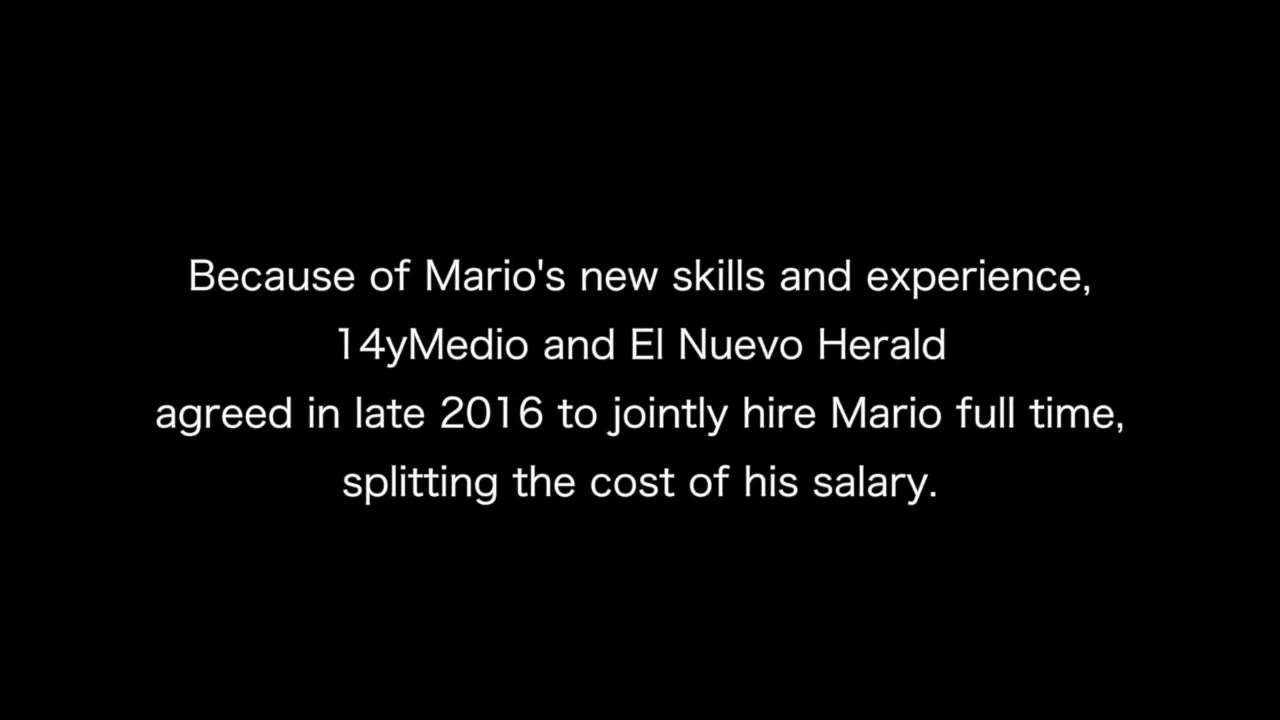 Because of Mario's new skills and experience,
14yMedio and El Nuevo Herald
agreed in late 2016 to jointly hire Mario full time,
splitting the cost of his salary.